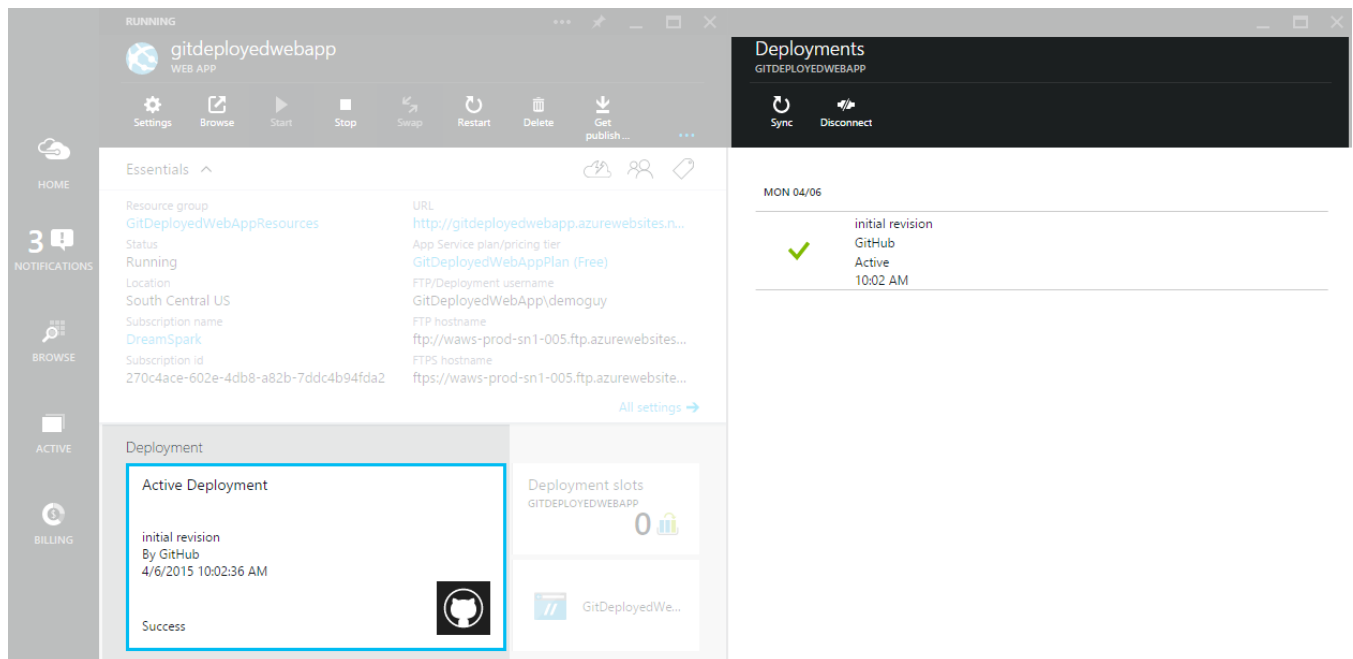 RUNNING
gitdeployedwebapp
WEB APP
Settings
Browse
Start
Stop
Swap
Restart
Delete
Get
publish...
HOME
3
NOTIFICATIONS
BROWSE
ACTIVE
BILLING
Essentials
Resource group
GitDeployedWebAppResources
Status
Running
Location
South Central US
Subscription name
DreamSpark
Subscription id
270c4ace-602e-4db8-a82b-7ddc4b94fda2
URL
http://gitdeployedwebapp.azurewebsites.n...
App Service plan/pricing tier
GitDeployedWebAppPlan (Free)
FTP/Deployment username
GitDeployedWebApp\demoguy
FTP hostname
ftp://waws-prod-sn1-005.ftp.azurewebsites...
FTPS hostname
ftps://waws-prod-sn1-005.ftp.azurewebsite...
All settings
Deployment
Active Deployment
initial revision
By GitHub
4/6/2015 10:02:36 AM
Success
Deployment slots
GITDEPLOYEDWEBAPP
0
GitDeployedWe...
Deployments
GITDEPLOYEDWEBAPP
Sync
Disconnect
MON 04/06
initial revision
GitHub
Active
10:02 AM